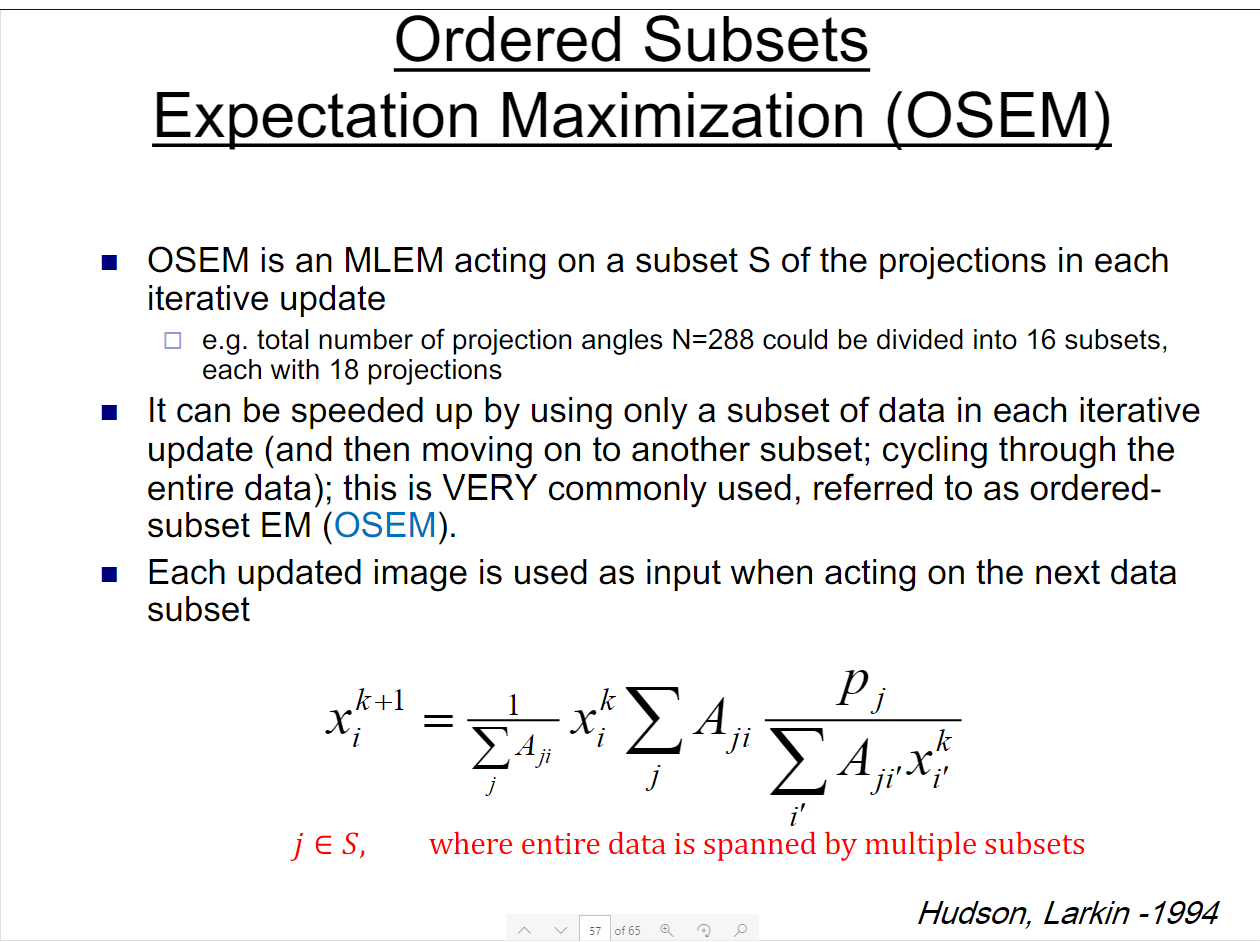 Ordered Subsets
Expectation Maximization (OSEM)
OSEM is an MLEM acting on a subset S of the projections in each
iterative update
e.g. total number of projection angles N=288 could be divided into 16 subsets,
each with 18 projections
It can be speeded up by using only a subset of data in each iterative
update (and then moving on to another subset; cycling through the
entire data); this is VERY commonly used, referred to as ordered-
subset EM (OSEM).
Each updated image is used as input when acting on the next data
subset
x_i^{k+1} = \frac{1}{\sum_j A_{ji}} x_i^k \sum_j A_{ji} \frac{p_j}{\sum_{i'} A_{ji'} x_{i'}^k}
j ∈ S, where entire data is spanned by multiple subsets
Hudson, Larkin -1994
57 of 65